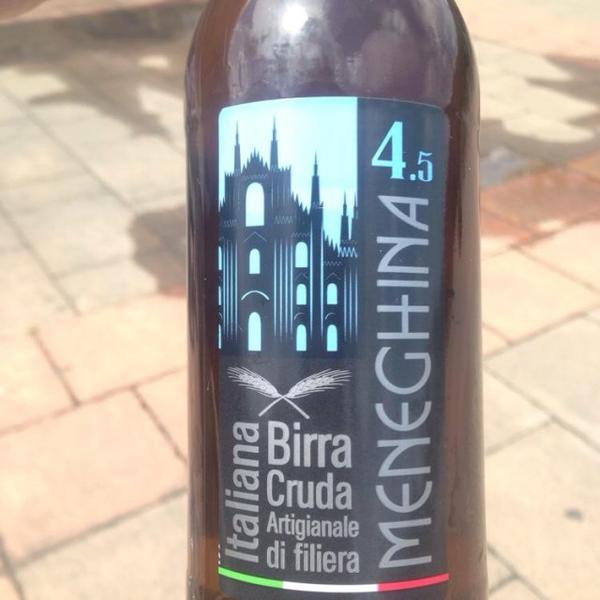 4.5
MENEGHINA
Italiana
Birra
Cruda
Artigianale
di filiera